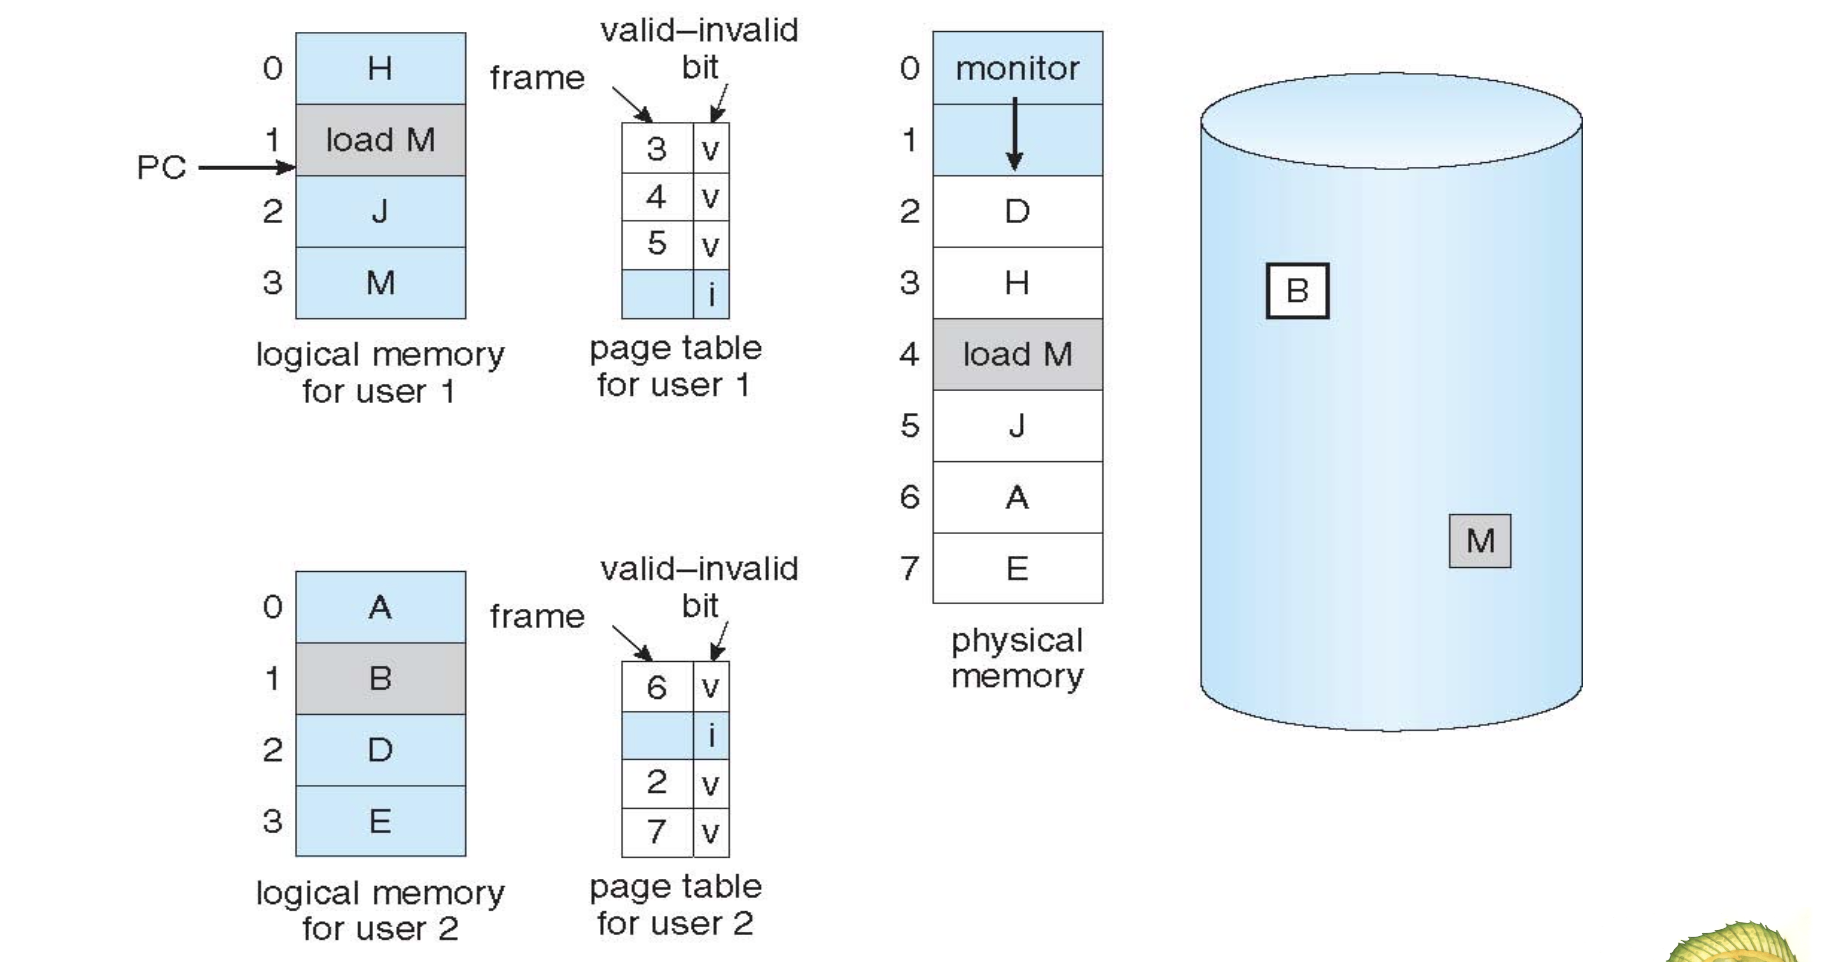 valid–invalid
bit
frame
0 H
1 load M
PC
2 J
3 M
3 v
4 v
5 v
i
logical memory
for user 1
page table
for user 1
0 monitor
1
2 D
3 H
4 load M
5 J
6 A
7 E
physical
memory
B
M
valid–invalid
bit
frame
0 A
1 B
2 D
3 E
6 v
i
2 v
7 v
logical memory
for user 2
page table
for user 2